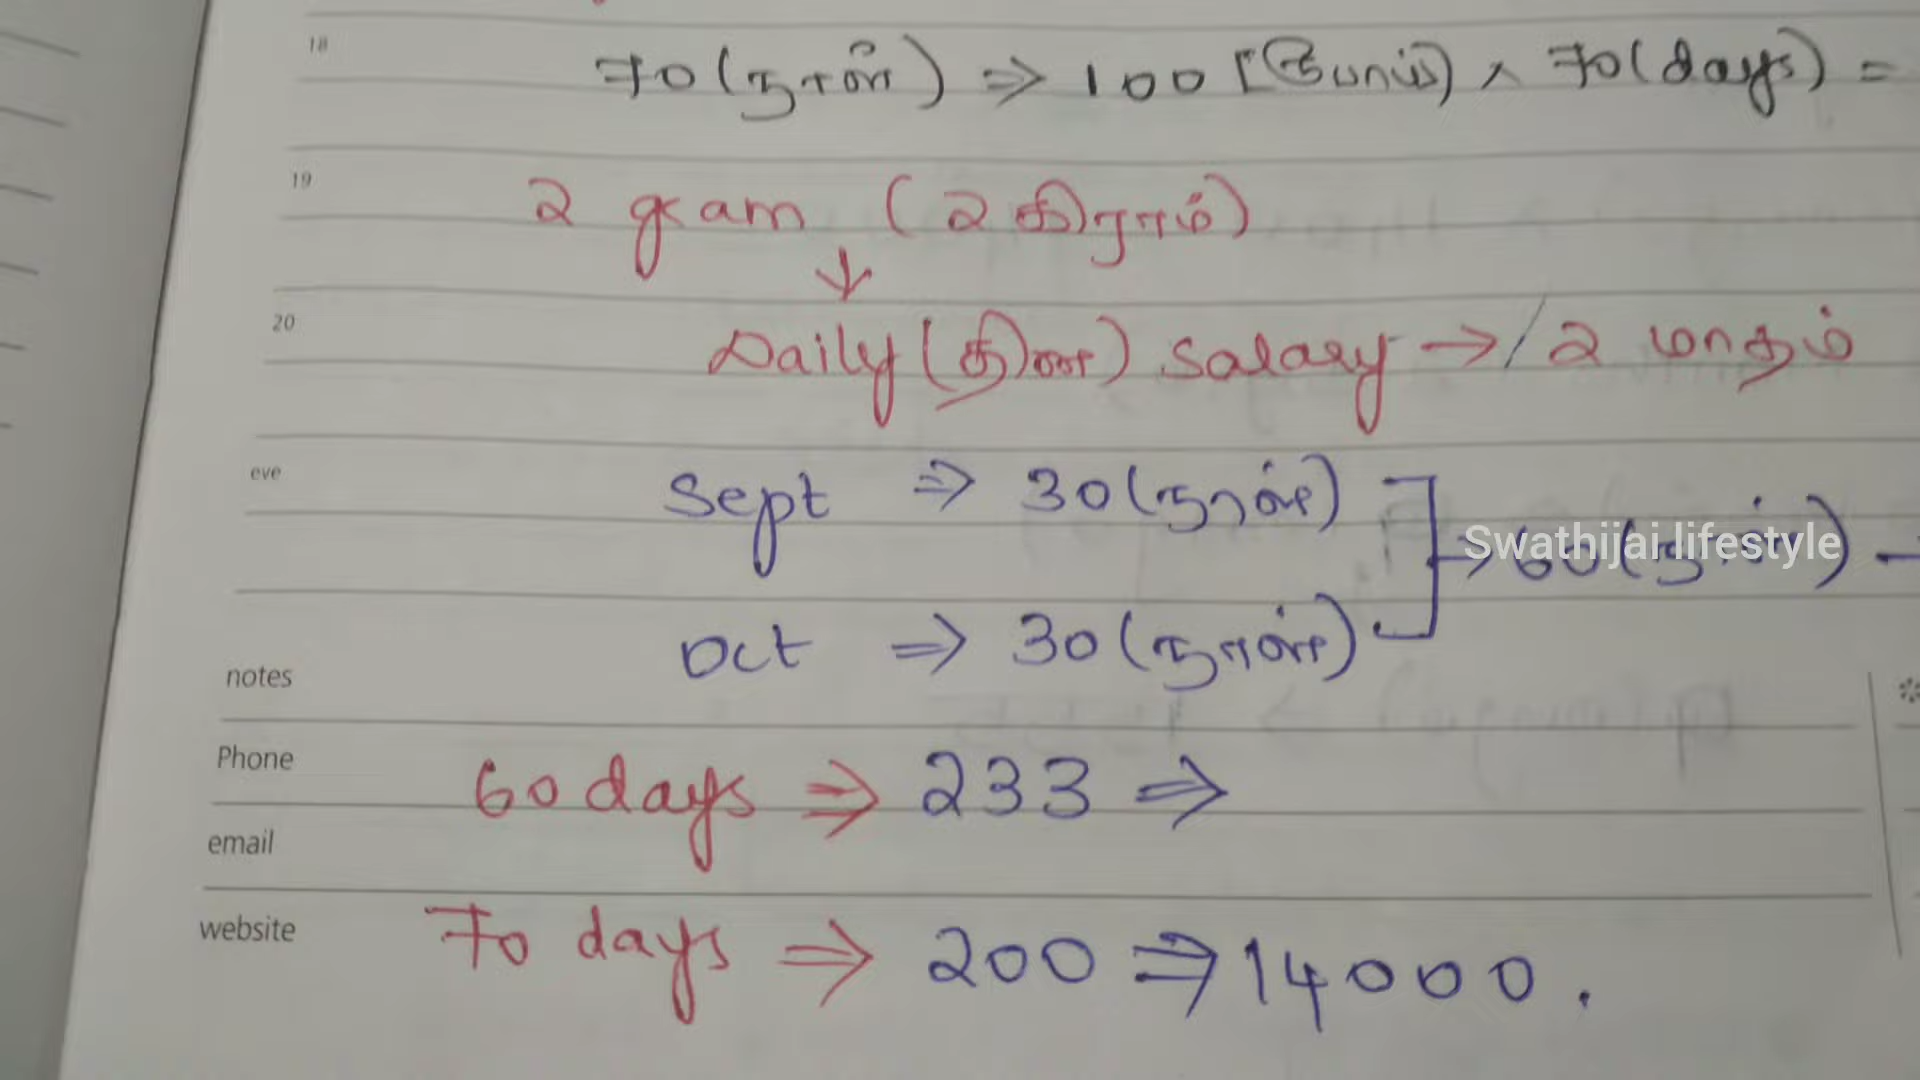 18
70 (நாள்) ⇒ 100 [ரூபாய்) × 70 (days) =
19
2 gram (2 கிராம்)
↓
20
Daily (தின) Salary → / 2 மாதம்
eve
Sept ⇒ 30 (நாள்)
→ 60 (நாள்) -
Swathijai lifestyle
Oct ⇒ 30 (நாள்)
notes
Phone
60 days ⇒ 233 ⇒
email
website
70 days ⇒ 200 ⇒ 14000.